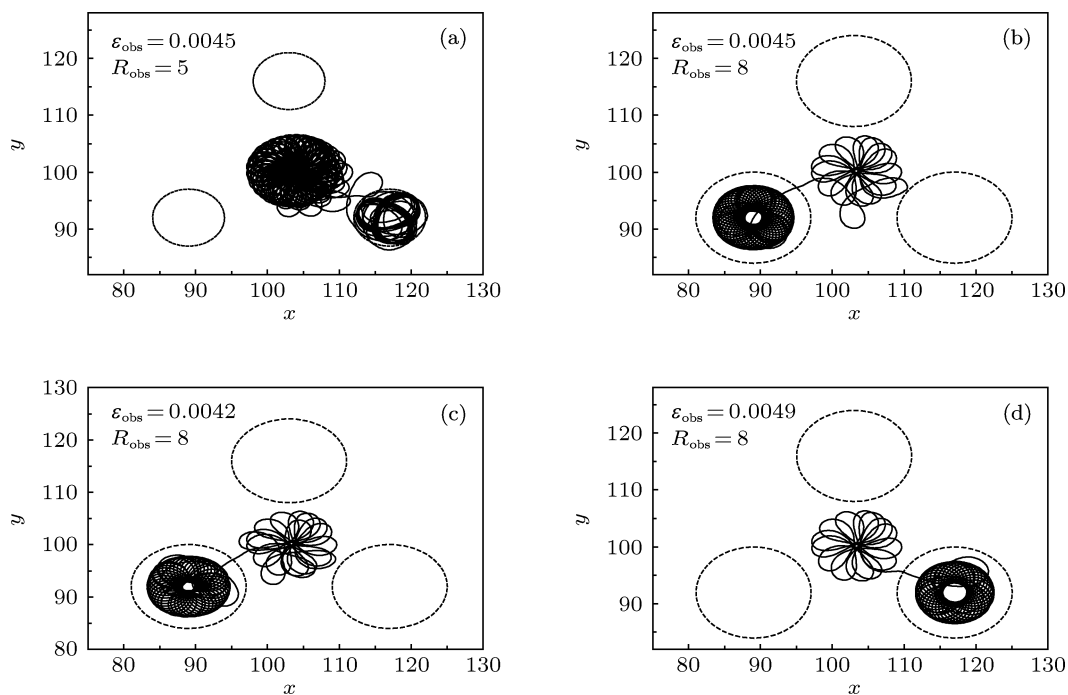 ε_obs = 0.0045
(a)
R_obs = 5
120
110
100
90
y
80 90 100 110 120 130
x
ε_obs = 0.0045
(b)
R_obs = 8
120
110
100
90
y
80 90 100 110 120 130
x
130
ε_obs = 0.0042
(c)
R_obs = 8
120
110
100
90
80
y
80 90 100 110 120 130
x
ε_obs = 0.0049
(d)
R_obs = 8
120
110
100
90
y
80 90 100 110 120 130
x